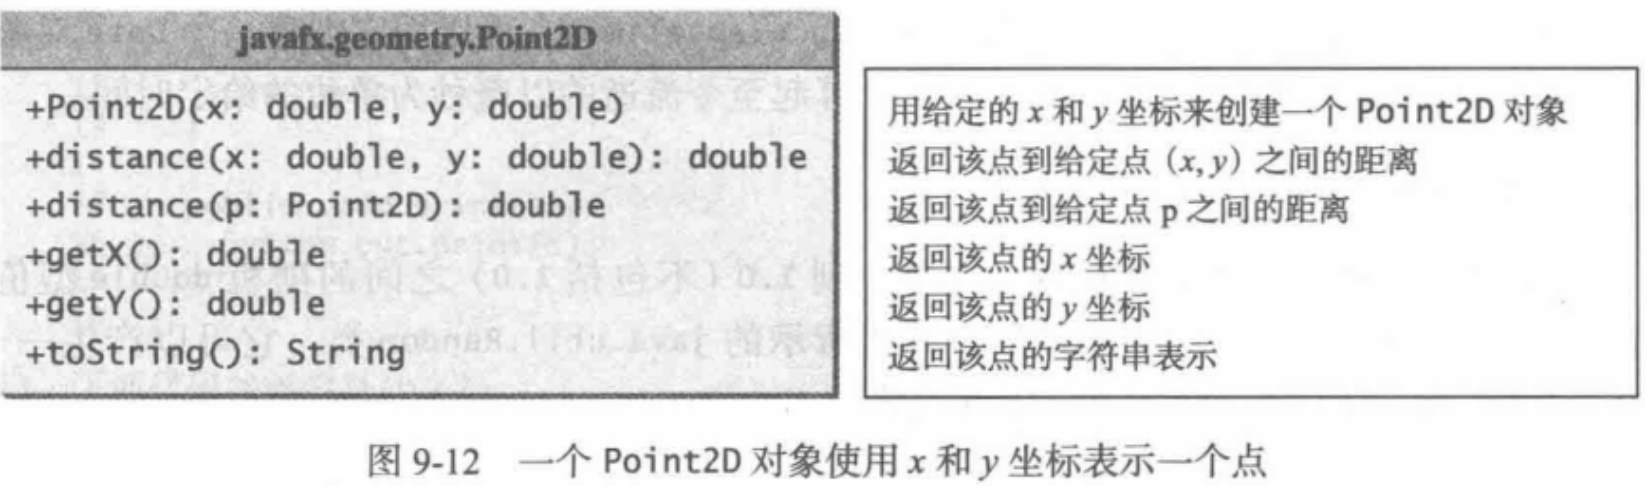 javafx.geometry.Point2D
+Point2D(x: double, y: double)
+distance(x: double, y: double): double
+distance(p: Point2D): double
+getX(): double
+getY(): double
+toString(): String
用给定的 x 和 y 坐标来创建一个 Point2D 对象
返回该点到给定点 (x, y) 之间的距离
返回该点到给定点 p 之间的距离
返回该点的 x 坐标
返回该点的 y 坐标
返回该点的字符串表示
图 9-12 一个 Point2D 对象使用 x 和 y 坐标表示一个点